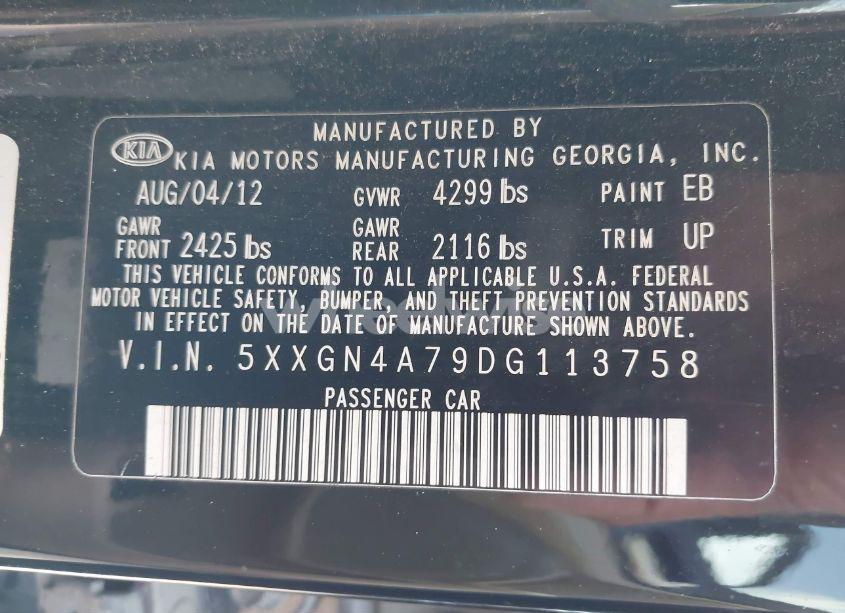 MANUFACTURED BY
KIA KIA MOTORS MANUFACTURING GEORGIA, INC.
AUG/04/12 GVWR 4299 lbs PAINT EB
GAWR FRONT 2425 lbs GAWR REAR 2116 lbs TRIM UP
THIS VEHICLE CONFORMS TO ALL APPLICABLE U.S.A. FEDERAL
MOTOR VEHICLE SAFETY, BUMPER, AND THEFT PREVENTION STANDARDS
IN EFFECT ON THE DATE OF MANUFACTURE SHOWN ABOVE.
V.I.N. 5XXGN4A79DG113758
PASSENGER CAR